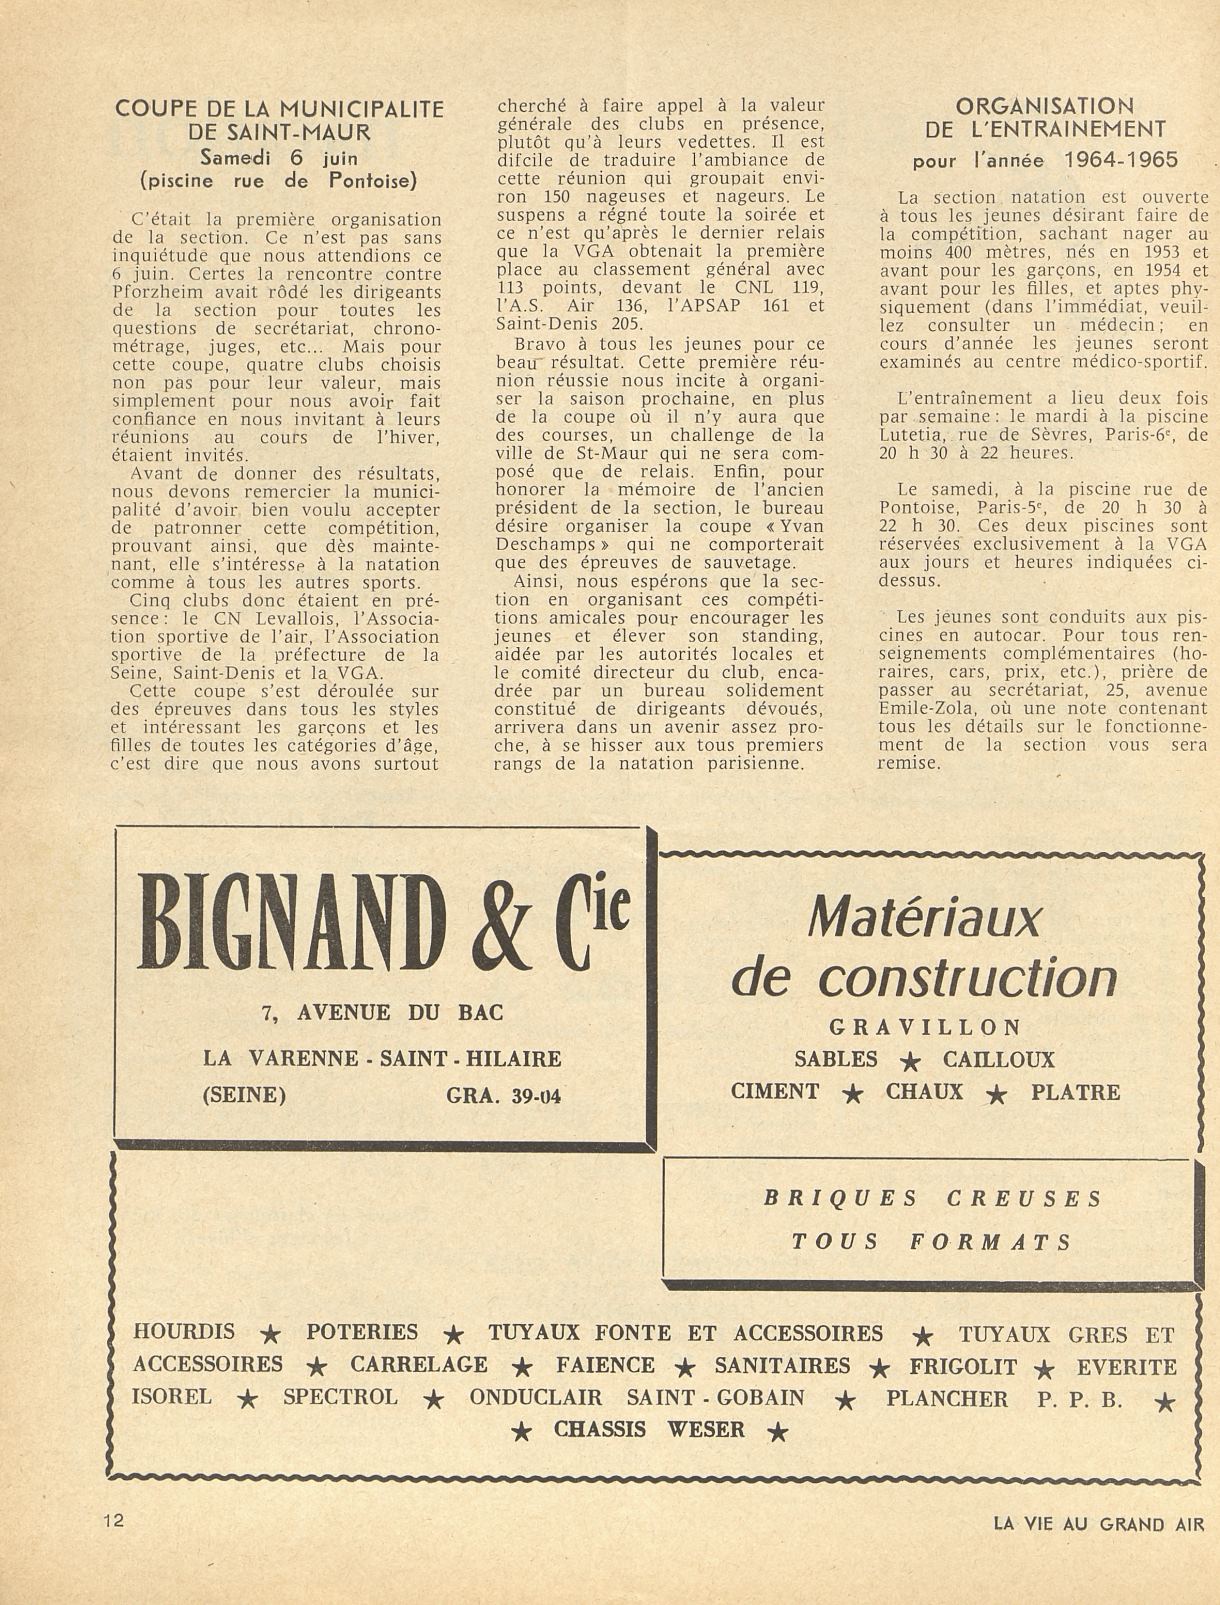 COUPE DE LA MUNICIPALITE
DE SAINT-MAUR
Samedi 6 juin
(piscine rue de Pontoise)
C'était la première organisation
de la section. Ce n'est pas sans
inquiétude que nous attendions ce
6 juin. Certes la rencontre contre
Pforzheim avait rôdé les dirigeants
de la section pour toutes les
questions de secrétariat, chrono-
métrage, juges, etc... Mais pour
cette coupe, quatre clubs choisis
non pas pour leur valeur, mais
simplement pour nous avoir fait
confiance en nous invitant à leurs
réunions au cours de l'hiver,
étaient invités.
Avant de donner des résultats,
nous devons remercier la munici-
palité d'avoir bien voulu accepter
de patronner cette compétition,
prouvant ainsi, que dès mainte-
nant, elle s'intéresse à la natation
comme à tous les autres sports.
Cinq clubs donc étaient en pré-
sence : le CN Levallois, l'Associa-
tion sportive de l'air, l'Association
sportive de la préfecture de la
Seine, Saint-Denis et la VGA.
Cette coupe s'est déroulée sur
des épreuves dans tous les styles
et intéressant les garçons et les
filles de toutes les catégories d'âge,
c'est dire que nous avons surtout
cherché à faire appel à la valeur
générale des clubs en présence,
plutôt qu'à leurs vedettes. Il est
difcile de traduire l'ambiance de
cette réunion qui groupait envi-
ron 150 nageuses et nageurs. Le
suspens a régné toute la soirée et
ce n'est qu'après le dernier relais
que la VGA obtenait la première
place au classement général avec
113 points, devant le CNL 119,
l'A.S. Air 136, l'APSAP 161 et
Saint-Denis 205.
Bravo à tous les jeunes pour ce
beau résultat. Cette première réu-
nion réussie nous incite à organi-
ser la saison prochaine, en plus
de la coupe où il n'y aura que
des courses, un challenge de la
ville de St-Maur qui ne sera com-
posé que de relais. Enfin, pour
honorer la mémoire de l'ancien
président de la section, le bureau
désire organiser la coupe « Yvan
Deschamps » qui ne comporterait
que des épreuves de sauvetage.
Ainsi, nous espérons que la sec-
tion en organisant ces compéti-
tions amicales pour encourager les
jeunes et élever son standing,
aidée par les autorités locales et
le comité directeur du club, enca-
drée par un bureau solidement
constitué de dirigeants dévoués,
arrivera dans un avenir assez pro-
che, à se hisser aux tous premiers
rangs de la natation parisienne.
ORGANISATION
DE L'ENTRAINEMENT
pour l'année 1964-1965
La section natation est ouverte
à tous les jeunes désirant faire de
la compétition, sachant nager au
moins 400 mètres, nés en 1953 et
avant pour les garçons, en 1954 et
avant pour les filles, et aptes phy-
siquement (dans l'immédiat, veuil-
lez consulter un médecin ; en
cours d'année les jeunes seront
examinés au centre médico-sportif.
L'entraînement a lieu deux fois
par semaine : le mardi à la piscine
Lutetia, rue de Sèvres, Paris-6e, de
20 h 30 à 22 heures.
Le samedi, à la piscine rue de
Pontoise, Paris-5e, de 20 h 30 à
22 h 30. Ces deux piscines sont
réservées exclusivement à la VGA
aux jours et heures indiquées ci-
dessus.
Les jeunes sont conduits aux pis-
cines en autocar. Pour tous ren-
seignements complémentaires (ho-
raires, cars, prix, etc.), prière de
passer au secrétariat, 25, avenue
Emile-Zola, où une note contenant
tous les détails sur le fonctionne-
ment de la section vous sera
remise.
BIGNAND & Cie
7, AVENUE DU BAC
LA VARENNE - SAINT - HILAIRE
(SEINE) GRA. 39-04
Matériaux
de construction
GRAVILLON
SABLES ★ CAILLOUX
CIMENT ★ CHAUX ★ PLATRE
BRIQUES CREUSES
TOUS FORMATS
HOURDIS ★ POTERIES ★ TUYAUX FONTE ET ACCESSOIRES ★ TUYAUX GRES ET
ACCESSOIRES ★ CARRELAGE ★ FAIENCE ★ SANITAIRES ★ FRIGOLIT ★ EVERITE
ISOREL ★ SPECTROL ★ ONDUCLAIR SAINT - GOBAIN ★ PLANCHER P. P. B. ★
★ CHASSIS WESER ★
12
LA VIE AU GRAND AIR